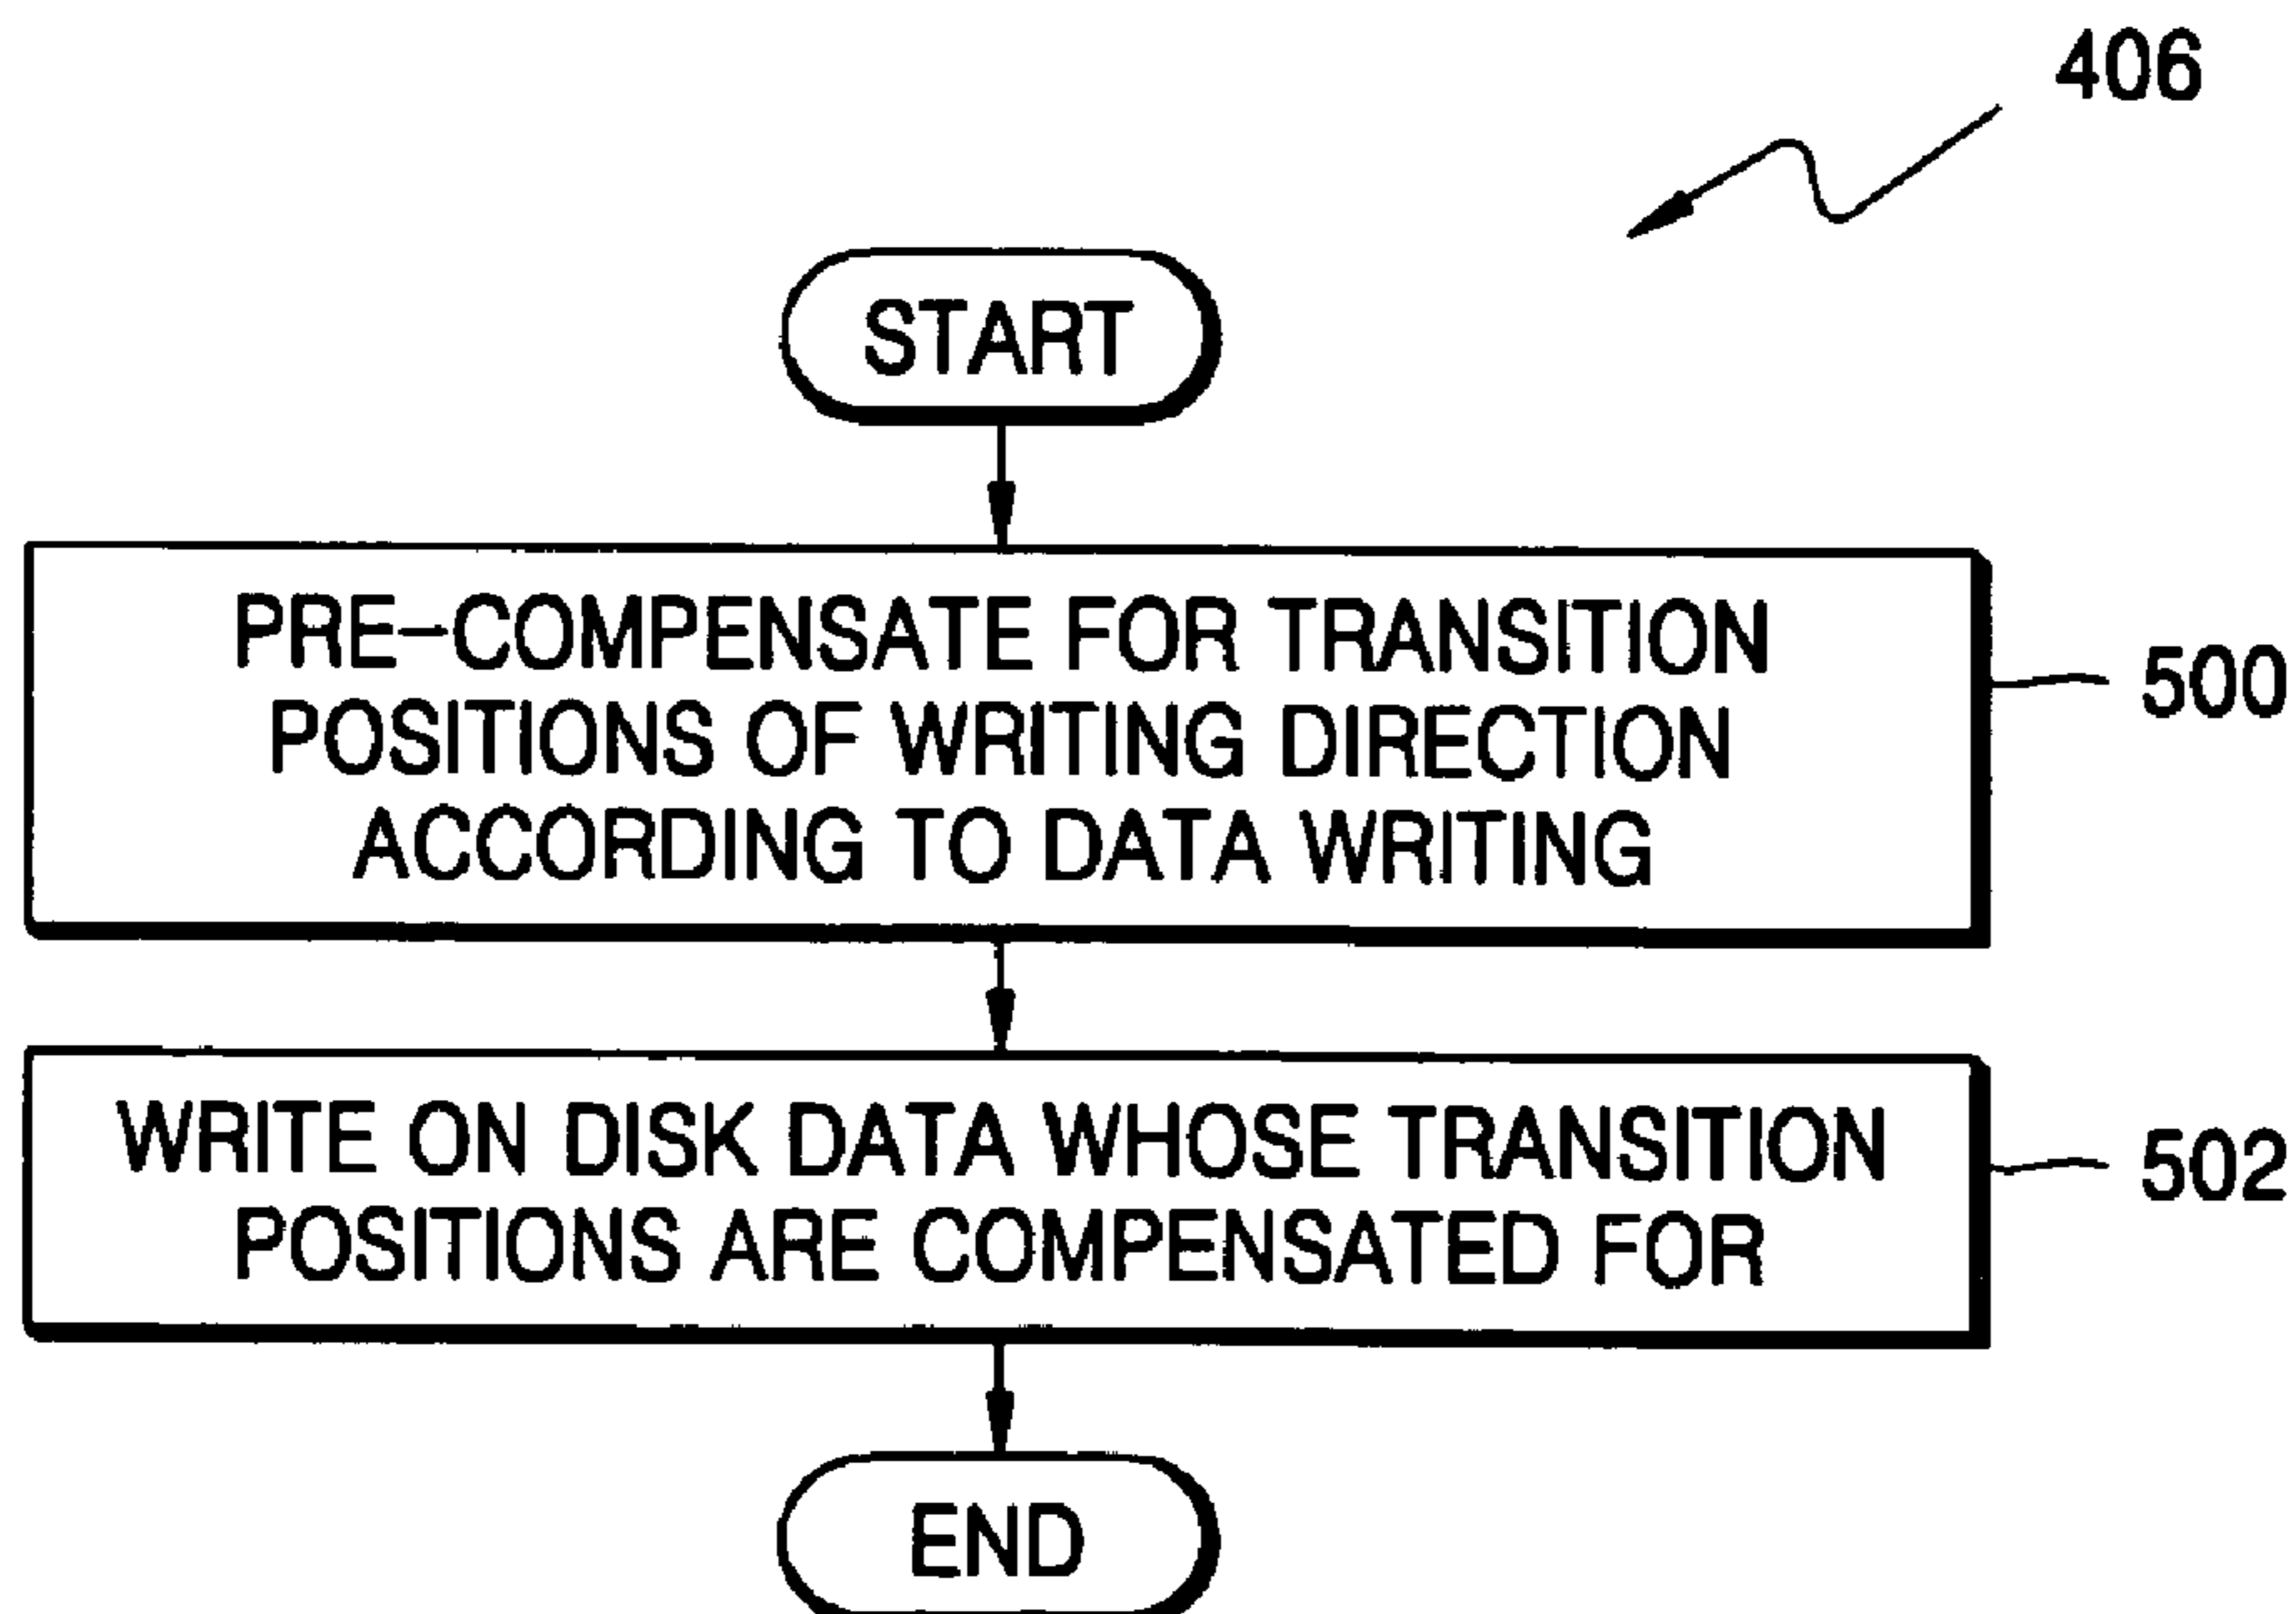 406
START
PRE-COMPENSATE FOR TRANSITION
POSITIONS OF WRITING DIRECTION
ACCORDING TO DATA WRITING
500
WRITE ON DISK DATA WHOSE TRANSITION
POSITIONS ARE COMPENSATED FOR
502
END